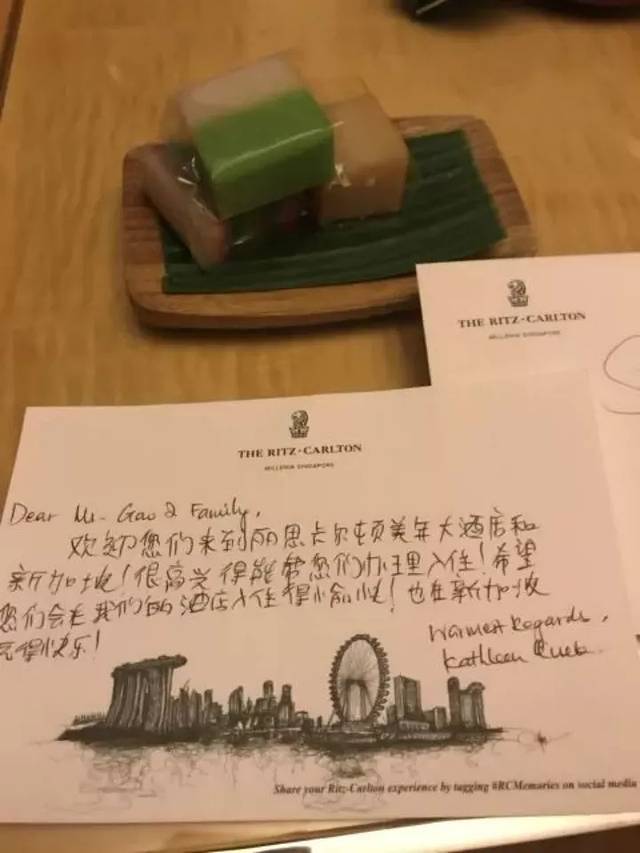 THE RITZ-CARLTON
MILLENIA SINGAPORE
THE RITZ-CARLTON
MILLENIA SINGAPORE
Dear Mr. Gao & Family,
欢迎您们来到丽思卡尔顿美年大酒店和
新加坡！很高兴得能帮您们办理入住！希望
您们会在我们的酒店入住得愉悦！也在新加坡
玩得快乐！
Warmest Regards,
Kathleen
Share your Ritz-Carlton experience by tagging #RCMemories on social media